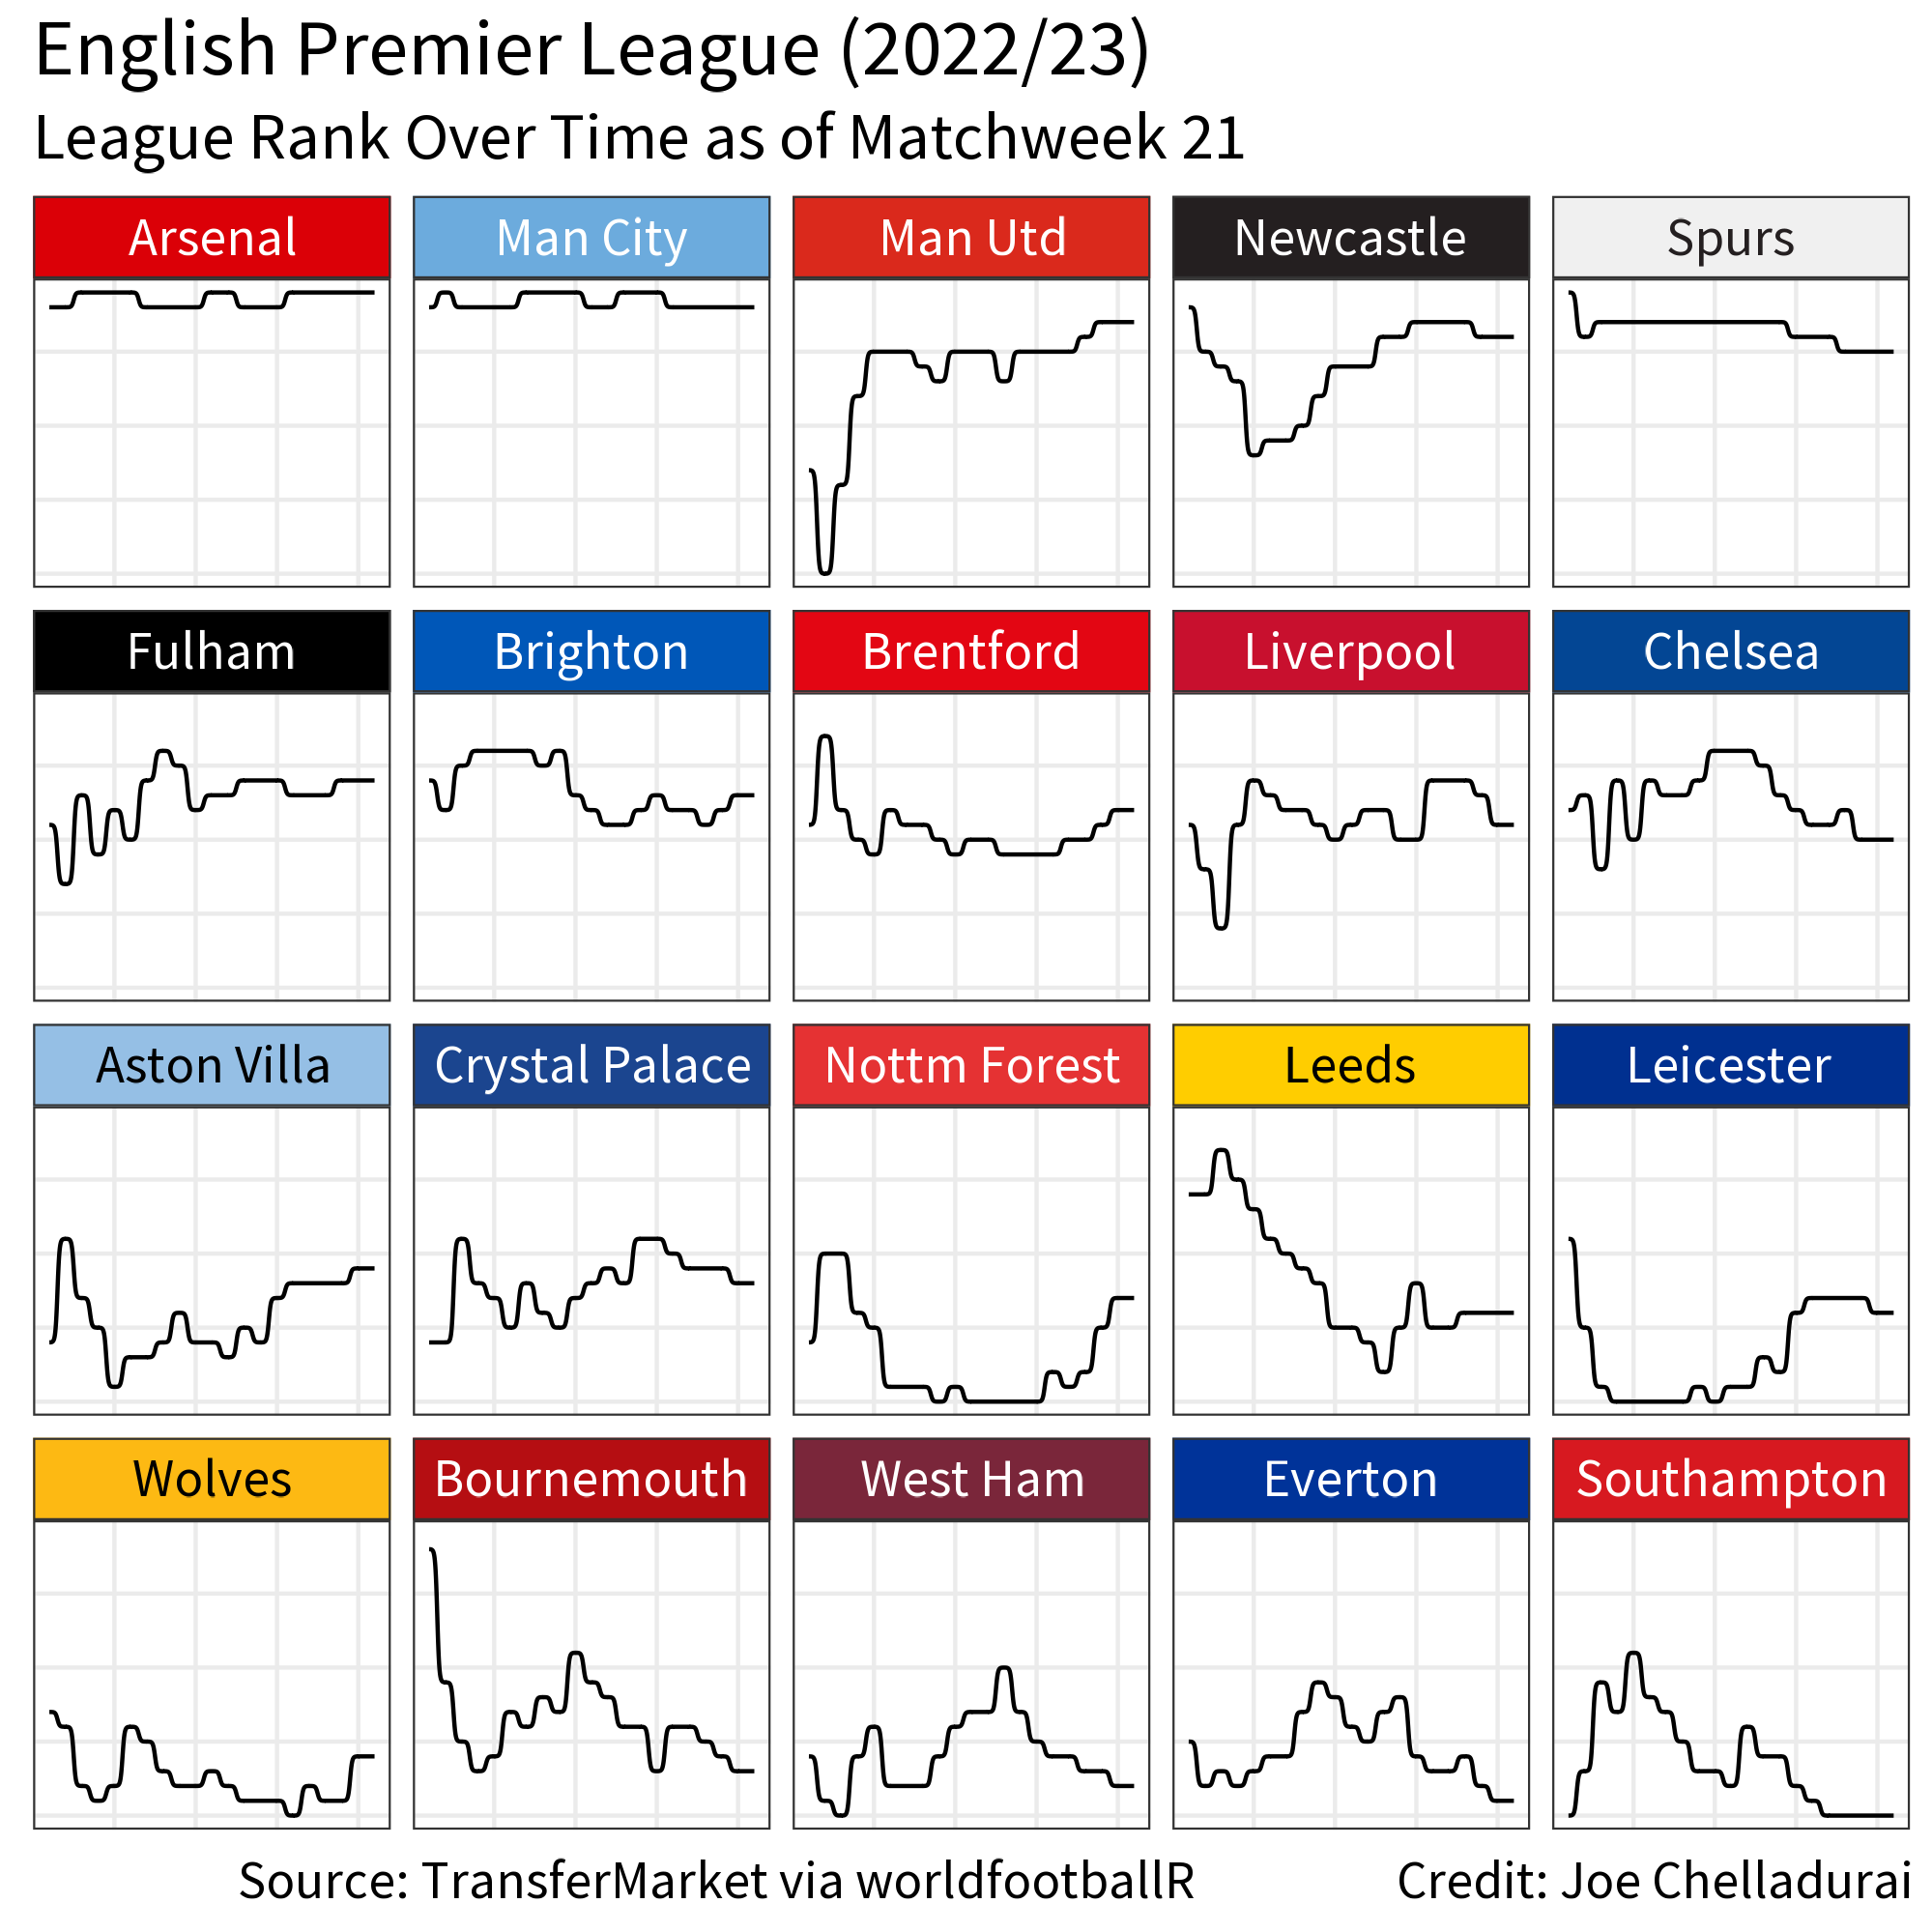 English Premier League (2022/23)
League Rank Over Time as of Matchweek 21
Arsenal
Man City
Man Utd
Newcastle
Spurs
Fulham
Brighton
Brentford
Liverpool
Chelsea
Aston Villa
Crystal Palace
Nottm Forest
Leeds
Leicester
Wolves
Bournemouth
West Ham
Everton
Southampton
Source: TransferMarket via worldfootballR
Credit: Joe Chelladurai